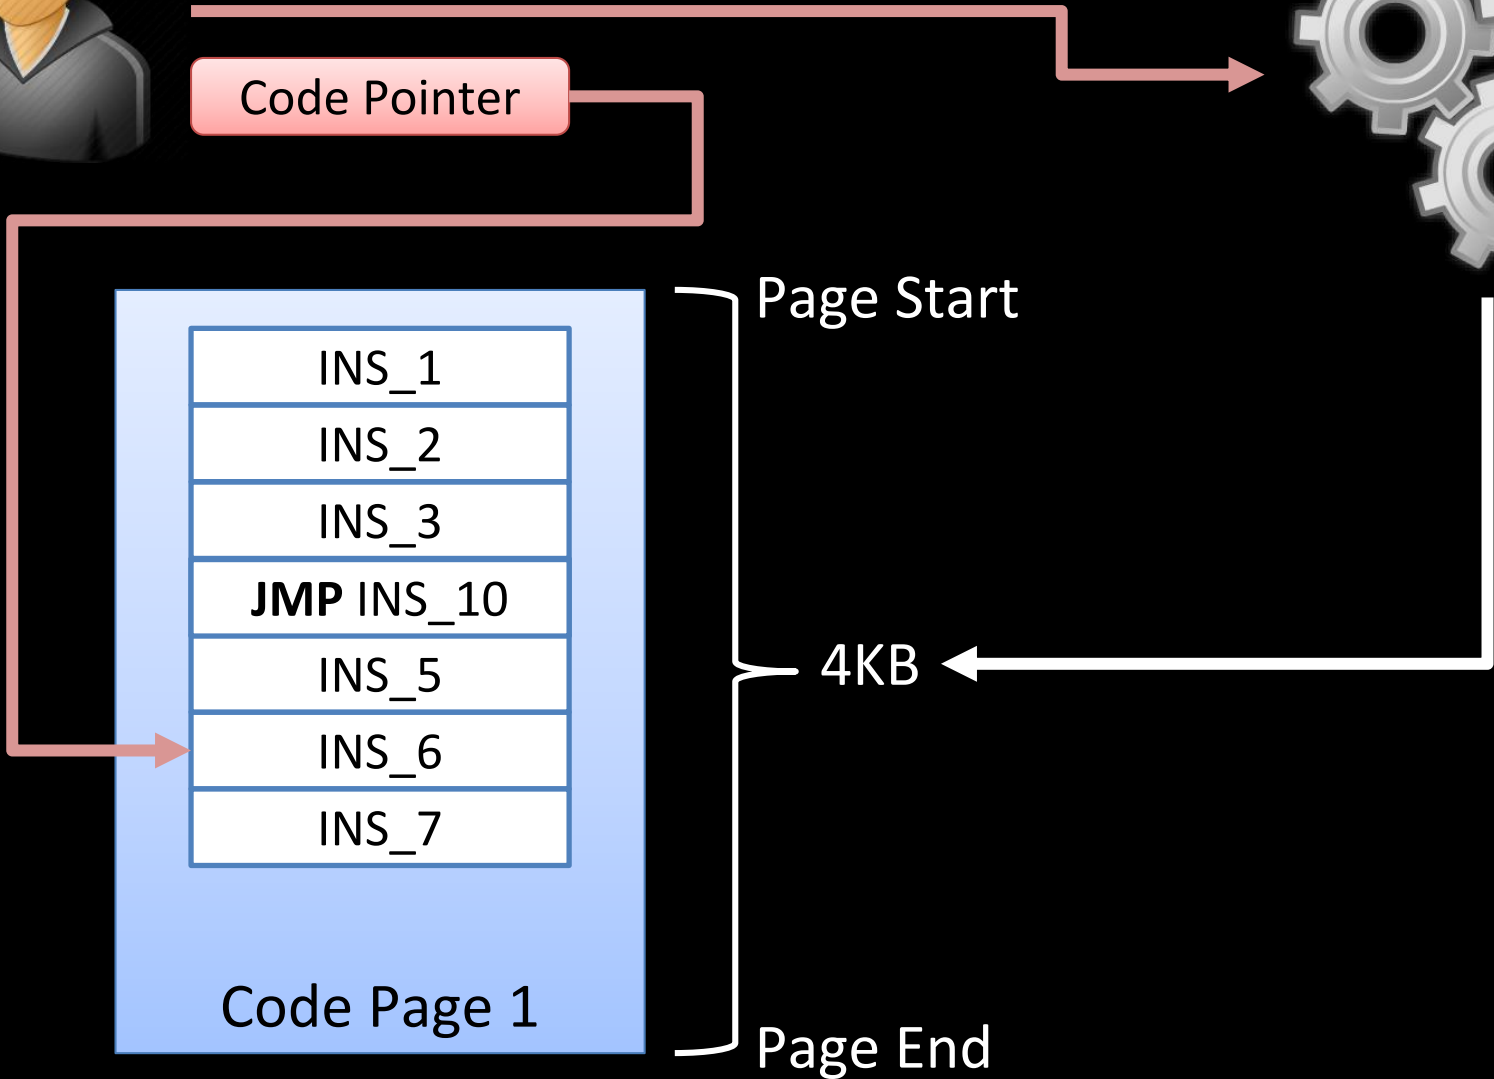 Code Pointer
Page Start
INS_1
INS_2
INS_3
JMP INS_10
INS_5
4KB
INS_6
INS_7
Code Page 1
Page End